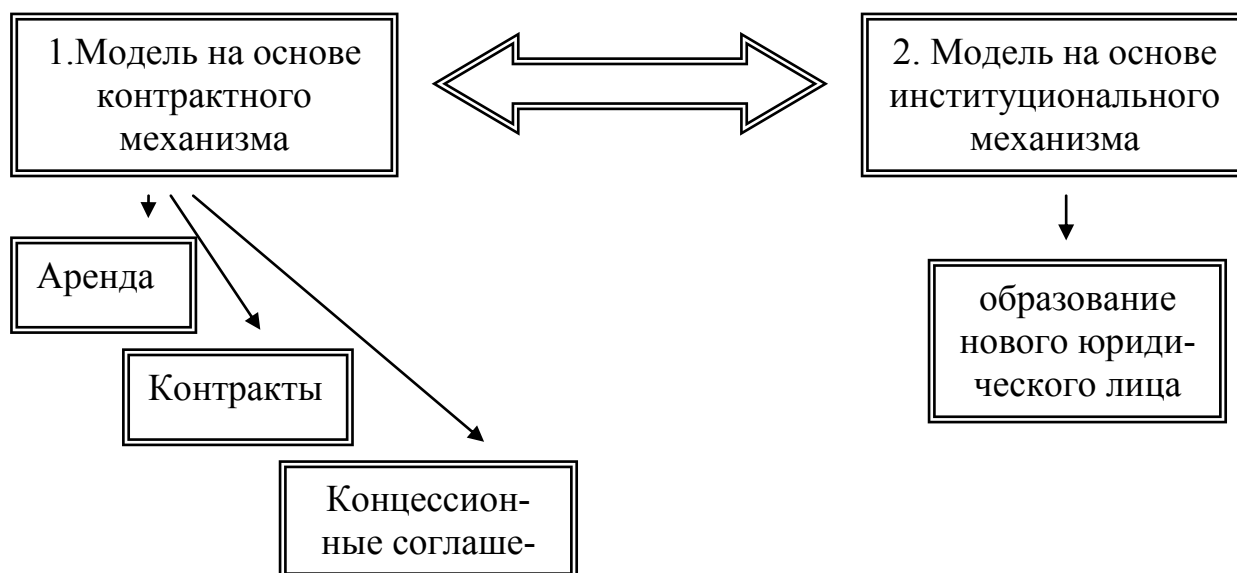 1.Модель на основе
контрактного
механизма
2. Модель на основе
институционального
механизма
Аренда
Контракты
Концессион-
ные соглаше-
образование
нового юриди-
ческого лица